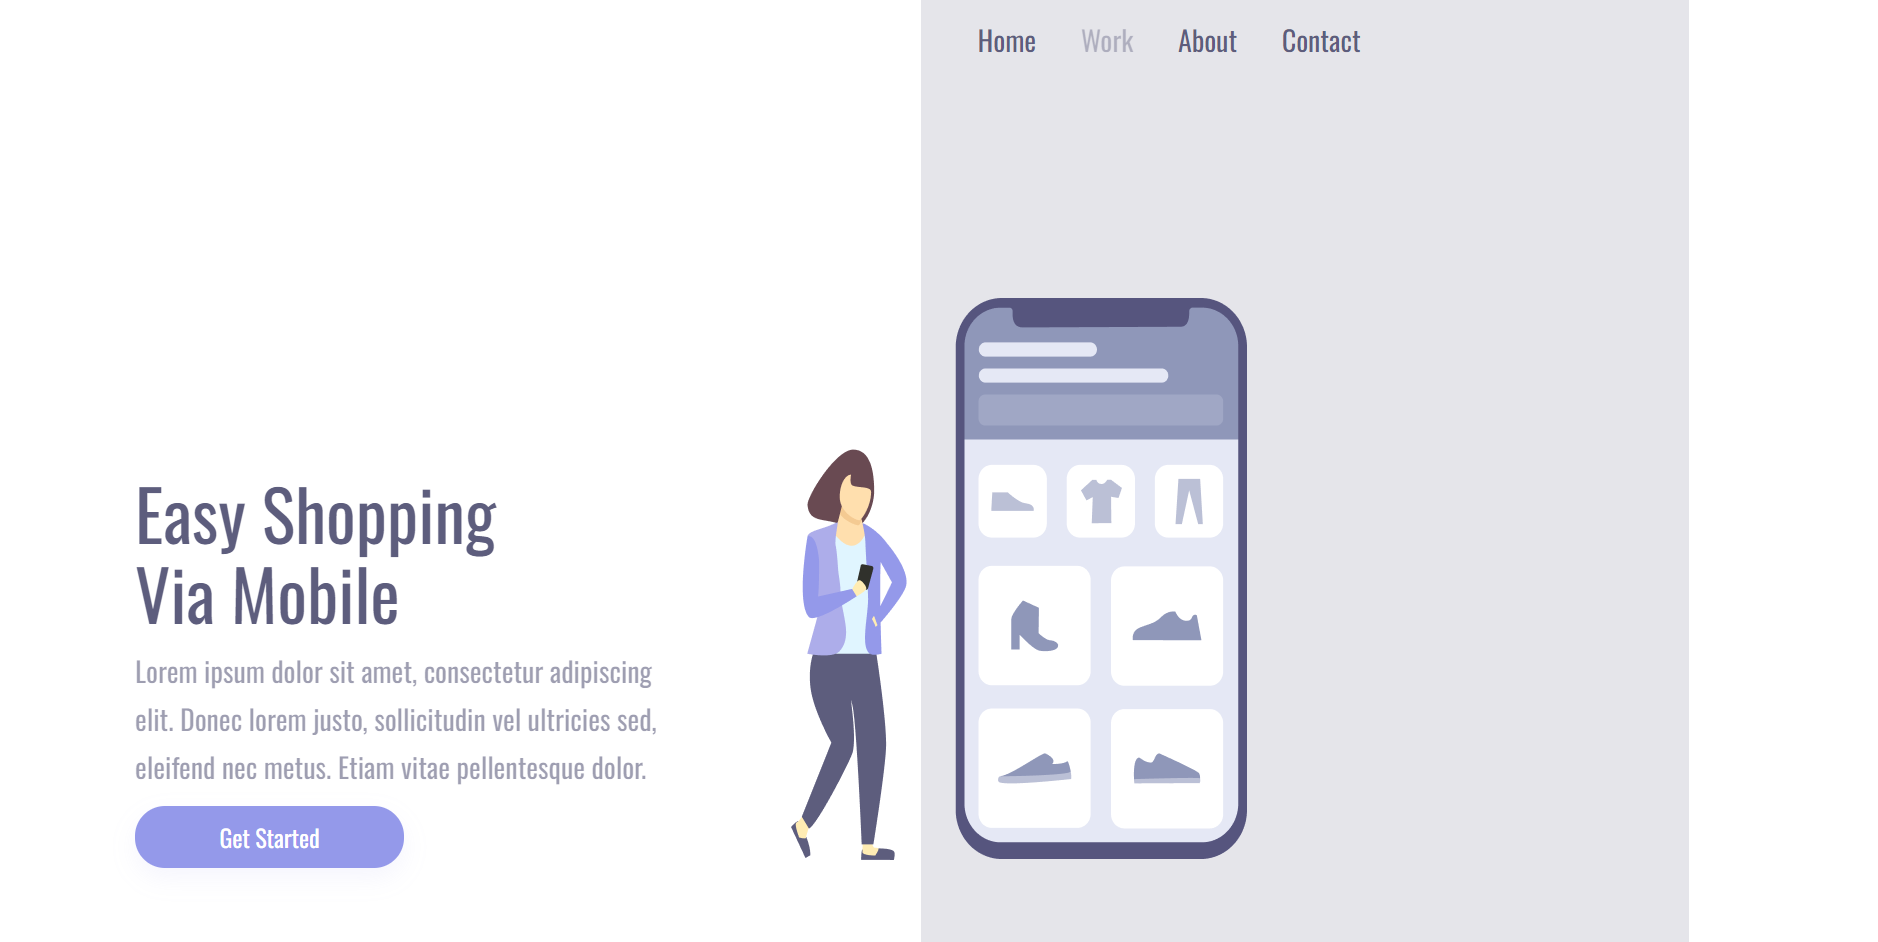 Home Work About Contact
Easy Shopping
Via Mobile
Lorem ipsum dolor sit amet, consectetur adipiscing
elit. Donec lorem justo, sollicitudin vel ultricies sed,
eleifend nec metus. Etiam vitae pellentesque dolor.
Get Started